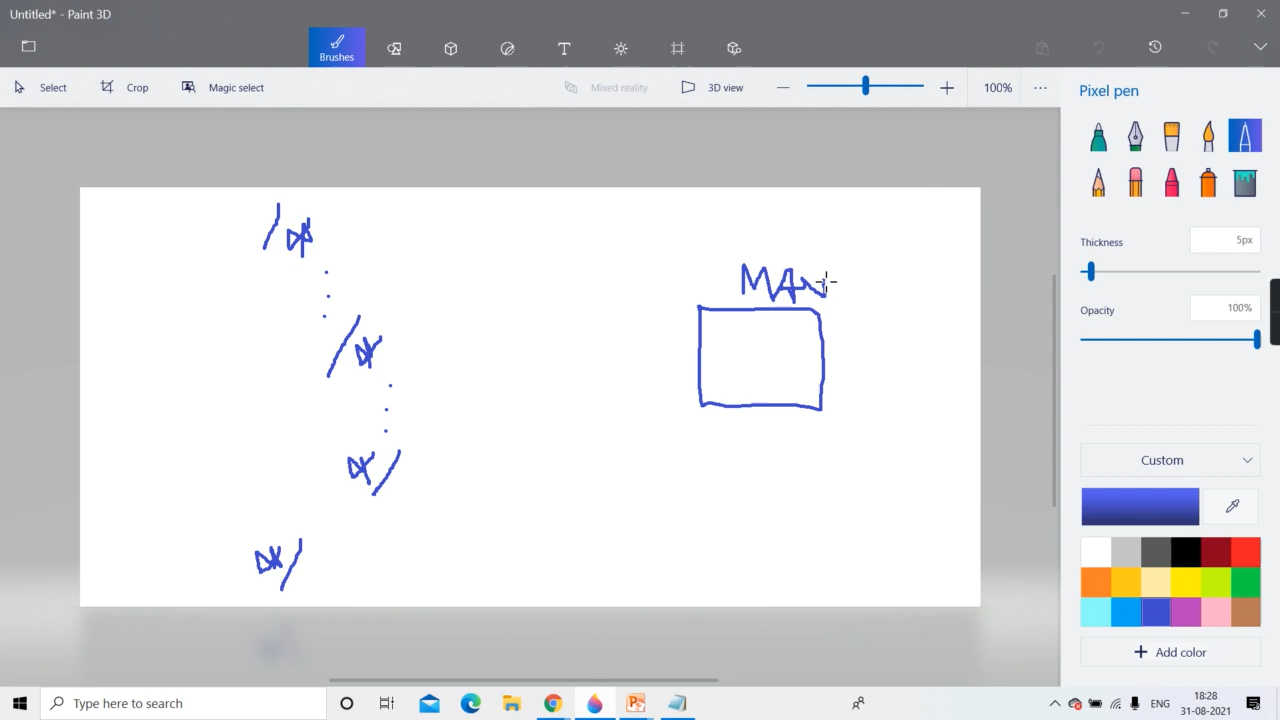 Untitled* - Paint 3D
Brushes
Select
Crop
Magic select
Mixed reality
3D view
100%
Pixel pen
Thickness
5px
Opacity
100%
/*
/*
*/
*/
Custom
Add color
Type here to search
ENG
18:28
31-08-2021